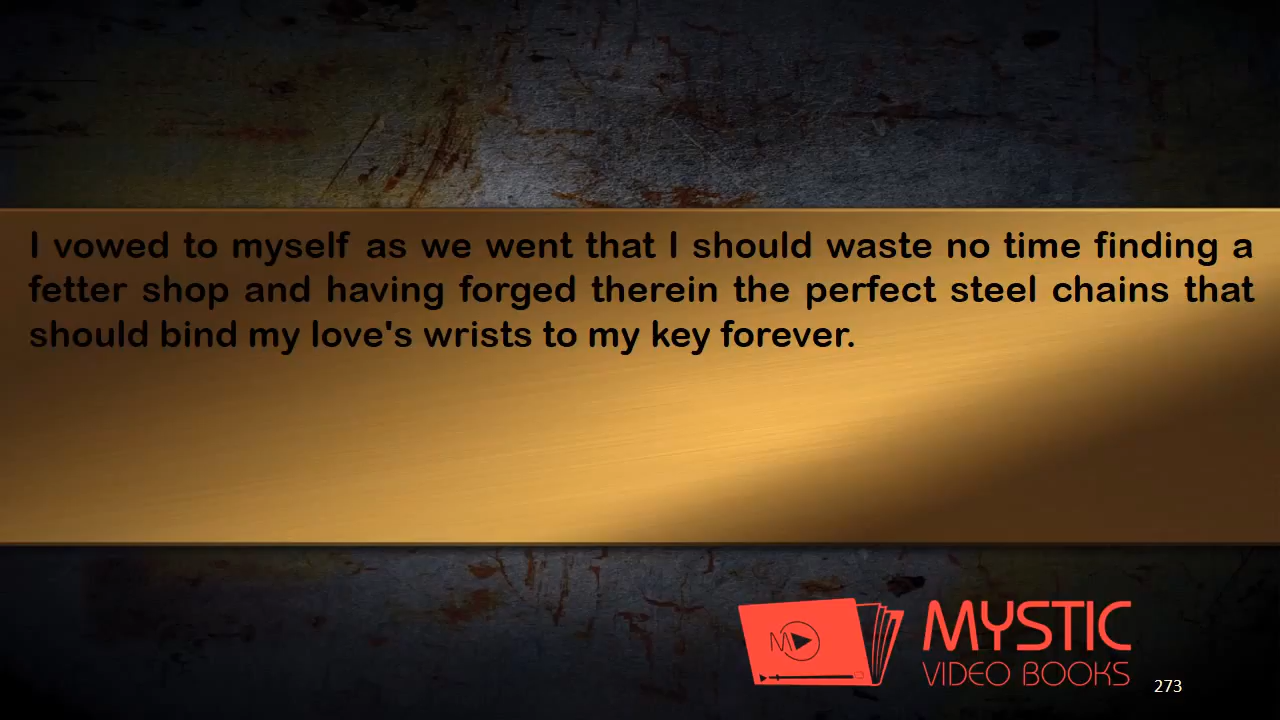 I vowed to myself as we went that I should waste no time finding a
fetter shop and having forged therein the perfect steel chains that
should bind my love's wrists to my key forever.
M
MYSTIC
VIDEO BOOKS
273